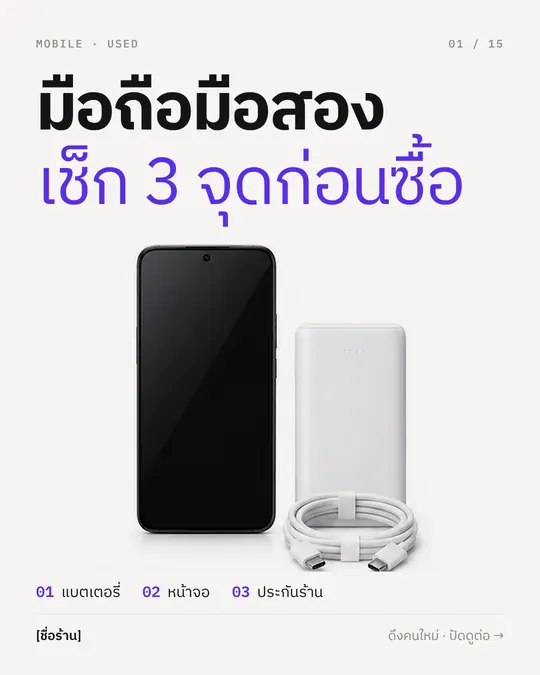 MOBILE · USED
01 / 15
มือถือมือสอง
เช็ก 3 จุดก่อนซื้อ
01 แบตเตอรี่ 02 หน้าจอ 03 ประกันร้าน
[ชื่อร้าน]
ดึงคนใหม่ · ปัดดูต่อ →